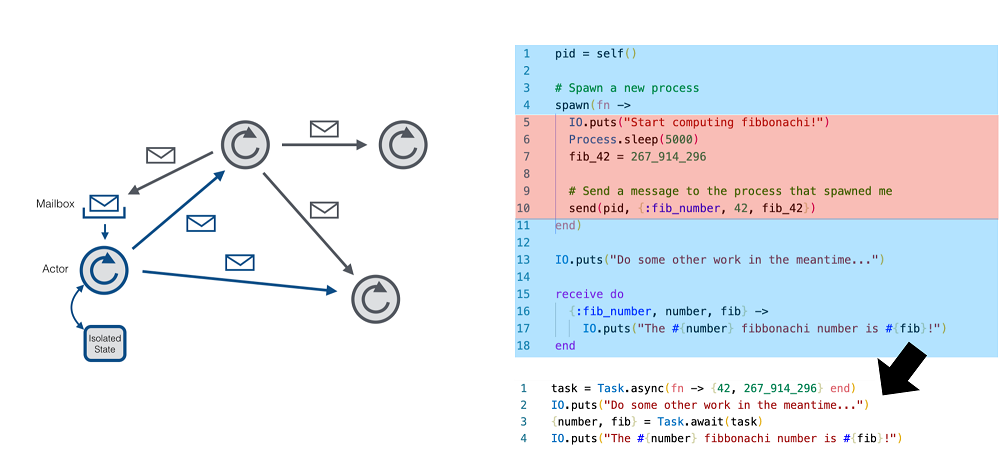 Mailbox
Actor
Isolated
State
1 pid = self()
2
3 # Spawn a new process
4 spawn(fn ->
5 IO.puts("Start computing fibbonachi!")
6 Process.sleep(5000)
7 fib_42 = 267_914_296
8
9 # Send a message to the process that spawned me
10 send(pid, {:fib_number, 42, fib_42})
11 end)
12
13 IO.puts("Do some other work in the meantime...")
14
15 receive do
16 {:fib_number, number, fib} ->
17 IO.puts("The #{number} fibbonachi number is #{fib}!")
18 end
1 task = Task.async(fn -> {42, 267_914_296} end)
2 IO.puts("Do some other work in the meantime...")
3 {number, fib} = Task.await(task)
4 IO.puts("The #{number} fibbonachi number is #{fib}!")